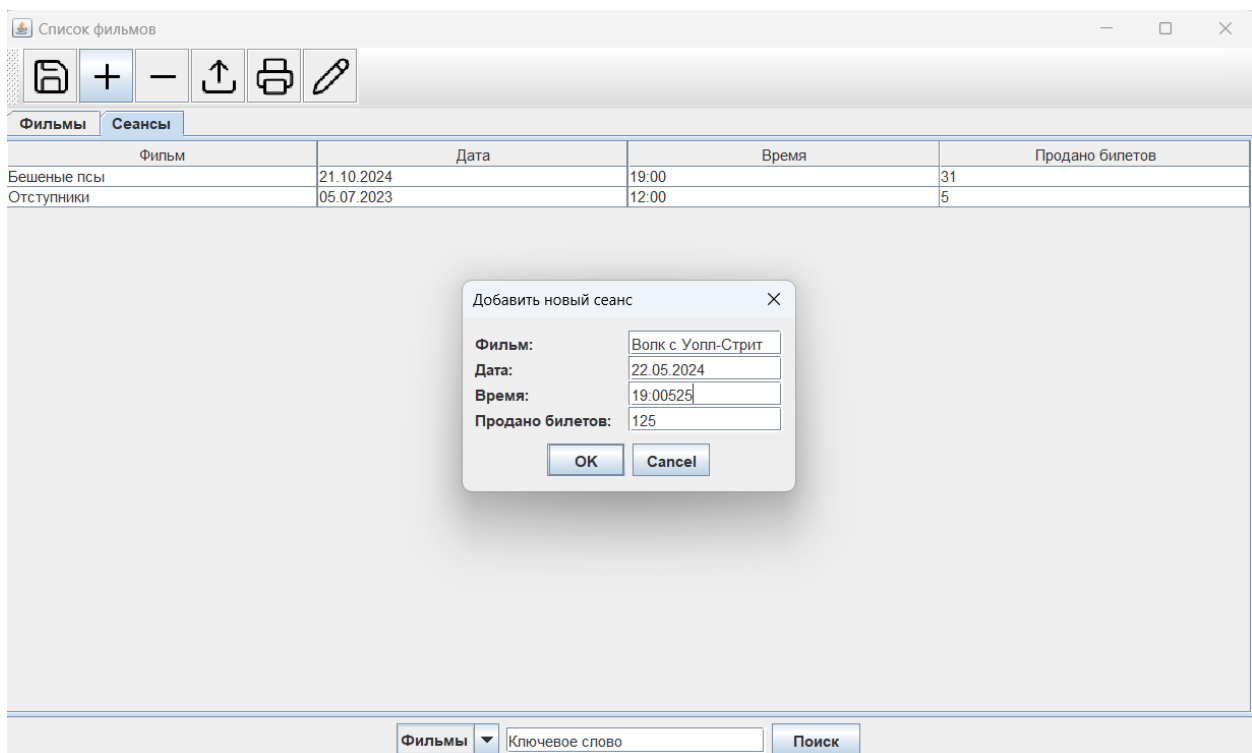 Список фильмов
Фильмы Сеансы
Фильм Дата Время Продано билетов
Бешеные псы 21.10.2024 19:00 31
Отступники 05.07.2023 12:00 5
Добавить новый сеанс
Фильм: Волк с Уолл-Стрит
Дата: 22.05.2024
Время: 19:00525
Продано билетов: 125
OK Cancel
Фильмы Ключевое слово Поиск